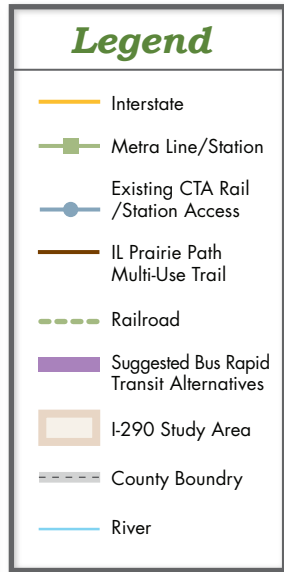 Legend
Interstate
Metra Line/Station
Existing CTA Rail
/Station Access
IL Prairie Path
Multi-Use Trail
Railroad
Suggested Bus Rapid
Transit Alternatives
I-290 Study Area
County Boundry
River